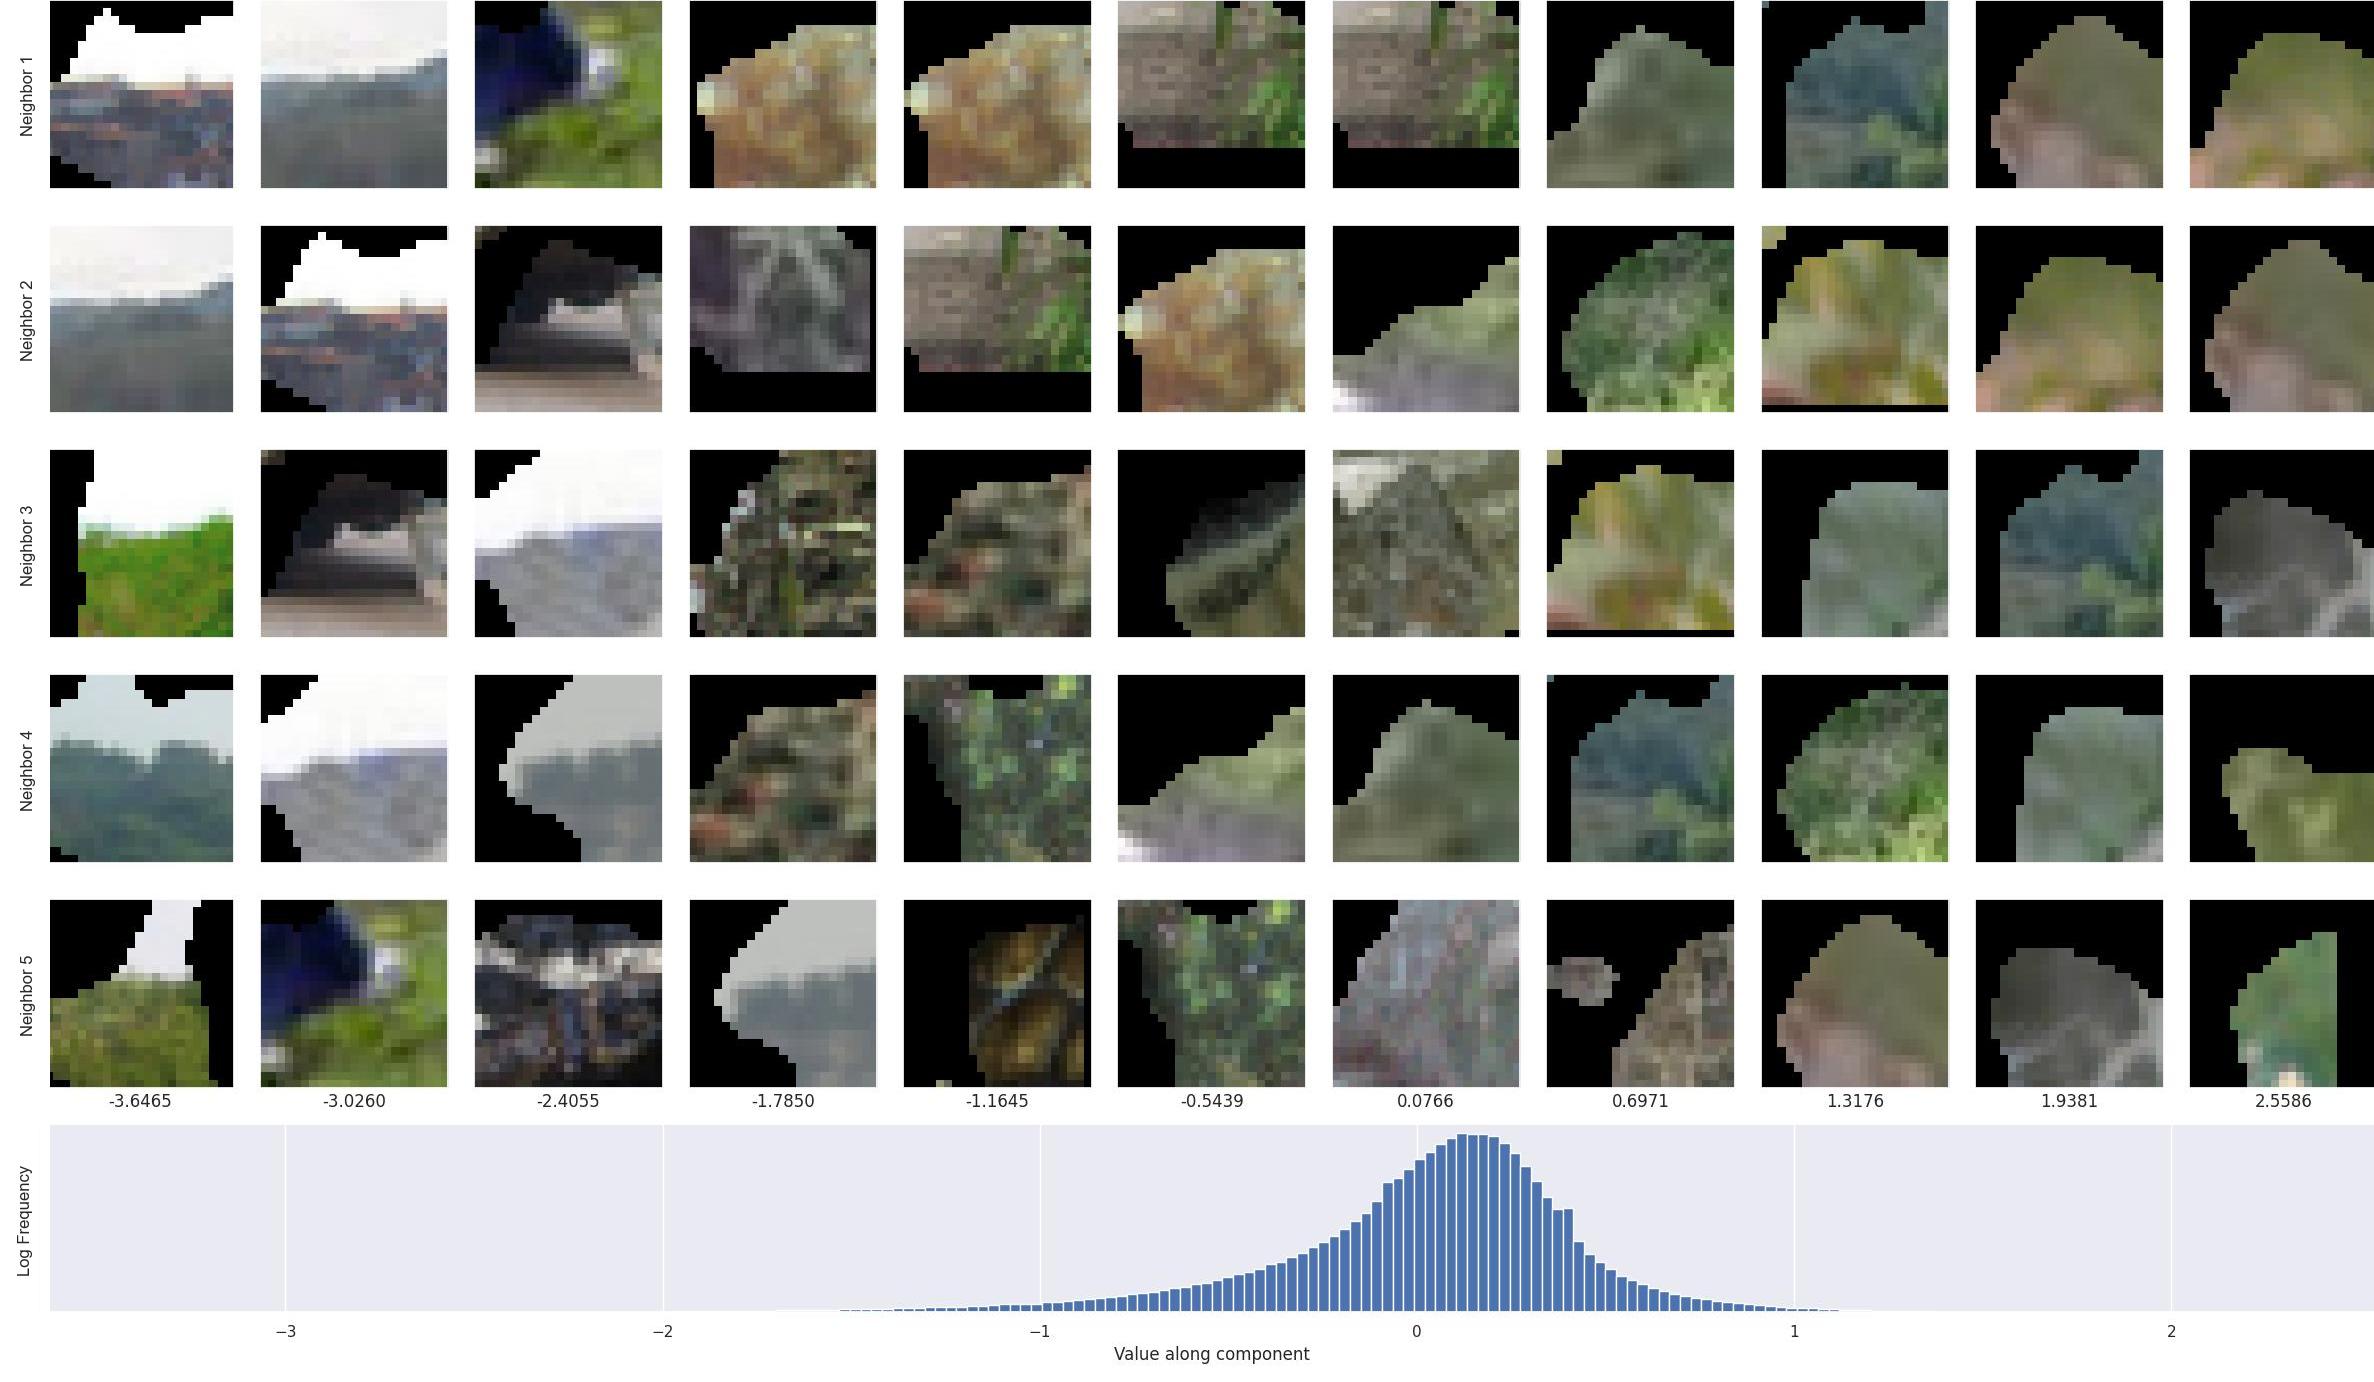 Neighbor 1
Neighbor 2
Neighbor 3
Neighbor 4
Neighbor 5
-3.6465 -3.0260 -2.4055 -1.7850 -1.1645 -0.5439 0.0766 0.6971 1.3176 1.9381 2.5586
Log Frequency
−3 −2 −1 0 1 2
Value along component